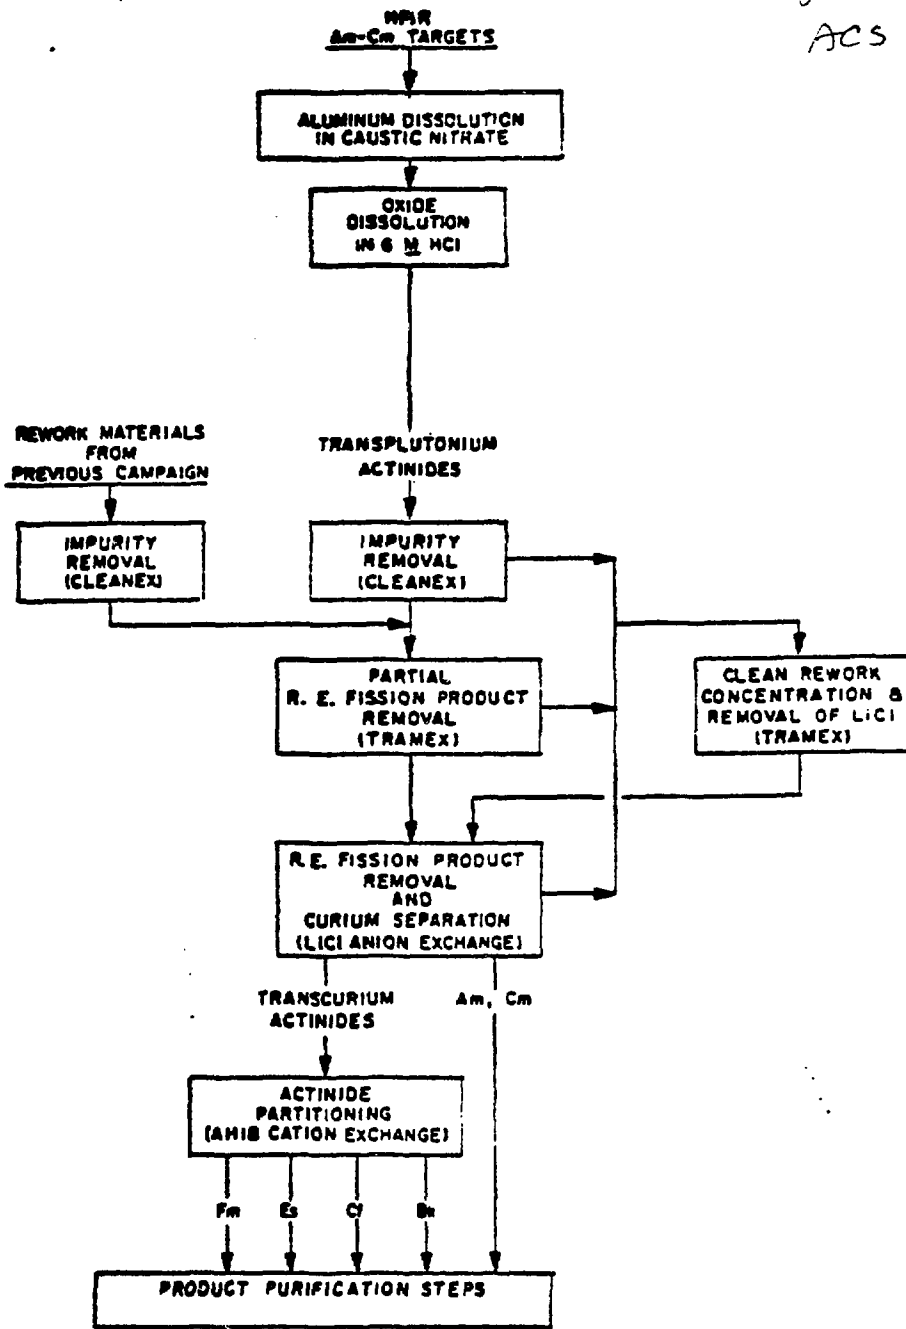 HFIR
Am-Cm TARGETS
ACS
ALUMINUM DISSOLUTION
IN CAUSTIC NITRATE
OXIDE
DISSOLUTION
IN 6 M HCl
REWORK MATERIALS
FROM
PREVIOUS CAMPAIGN
TRANSPLUTONIUM
ACTINIDES
IMPURITY
REMOVAL
(CLEANEX)
IMPURITY
REMOVAL
(CLEANEX)
PARTIAL
R. E. FISSION PRODUCT
REMOVAL
(TRAMEX)
CLEAN REWORK
CONCENTRATION &
REMOVAL OF LiCl
(TRAMEX)
R. E. FISSION PRODUCT
REMOVAL
AND
CURIUM SEPARATION
(LiCl ANION EXCHANGE)
TRANSCURIUM
ACTINIDES
Am, Cm
ACTINIDE
PARTITIONING
(AHIB CATION EXCHANGE)
Fm Es Cf Bk
PRODUCT PURIFICATION STEPS